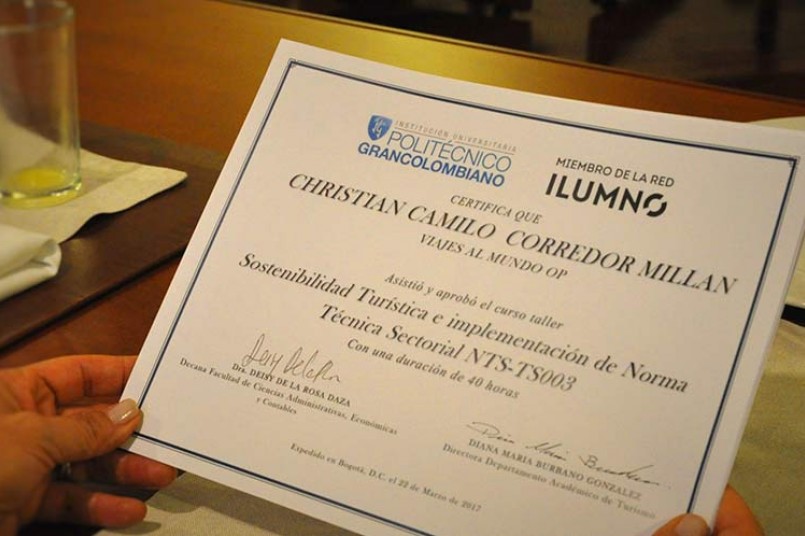 INSTITUCIÓN UNIVERSITARIA
POLITÉCNICO
GRANCOLOMBIANO
MIEMBRO DE LA RED
ILUMNO
CERTIFICA QUE
CHRISTIAN CAMILO CORREDOR MILLAN
VIAJES AL MUNDO OP
Asistió y aprobó el curso taller
Sostenibilidad Turística e implementación de Norma
Técnica Sectorial NTS-TS003
Con una duración de 40 horas
Dra. DEISY DE LA ROSA DAZA
Decana Facultad de Ciencias Administrativas, Económicas
y Contables
DIANA MARIA BURBANO GONZALEZ
Directora Departamento Académico de Turismo
Expedido en Bogotá, D.C. el 22 de Marzo de 2017